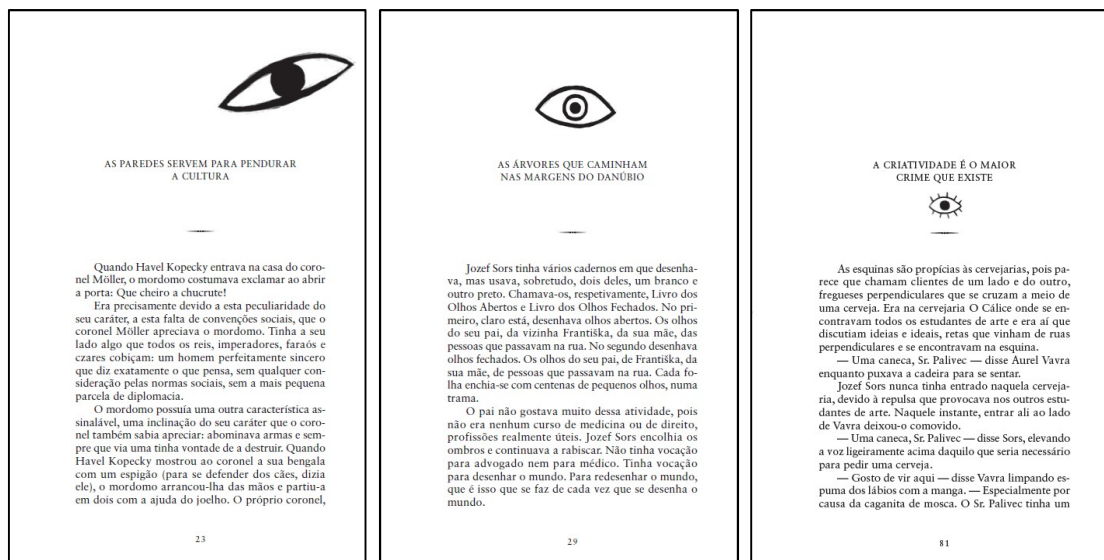 AS PAREDES SERVEM PARA PENDURAR
A CULTURA
Quando Havel Kopecky entrava na casa do coro-
nel Möller, o mordomo costumava exclamar ao abrir
a porta: Que cheiro a chucrute!
Era precisamente devido a esta peculiaridade do
seu caráter, a esta falta de convenções sociais, que o
coronel Möller apreciava o mordomo. Tinha a seu
lado algo que todos os reis, imperadores, faraós e
czares cobiçam: um homem perfeitamente sincero
que diz exatamente o que pensa, sem qualquer con-
sideração pelas normas sociais, sem a mais pequena
parcela de diplomacia.
O mordomo possuía uma outra característica as-
sinalável, uma inclinação do seu caráter que o coro-
nel também sabia apreciar: abominava armas e sem-
pre que via uma tinha vontade de a destruir. Quando
Havel Kopecky mostrou ao coronel a sua bengala
com um espigão (para se defender dos cães, dizia
ele), o mordomo arrancou-lha das mãos e partiu-a
em dois com a ajuda do joelho. O próprio coronel,
23
AS ÁRVORES QUE CAMINHAM
NAS MARGENS DO DANÚBIO
Jozef Sors tinha vários cadernos em que desenha-
va, mas usava, sobretudo, dois deles, um branco e
outro preto. Chamava-os, respetivamente, Livro dos
Olhos Abertos e Livro dos Olhos Fechados. No pri-
meiro, claro está, desenhava olhos abertos. Os olhos
do seu pai, da vizinha Františka, da sua mãe, das
pessoas que passavam na rua. No segundo desenhava
olhos fechados. Os olhos do seu pai, de Františka, da
sua mãe, de pessoas que passavam na rua. Cada fo-
lha enchia-se com centenas de pequenos olhos, numa
trama.
O pai não gostava muito dessa atividade, pois
não era nenhum curso de medicina ou de direito,
profissões realmente úteis. Jozef Sors encolhia os
ombros e continuava a rabiscar. Não tinha vocação
para advogado nem para médico. Tinha vocação
para desenhar o mundo. Para redesenhar o mundo,
que é isso que se faz de cada vez que se desenha o
mundo.
29
A CRIATIVIDADE É O MAIOR
CRIME QUE EXISTE
As esquinas são propícias às cervejarias, pois pa-
rece que chamam clientes de um lado e do outro,
fregueses perpendiculares que se cruzam a meio de
uma cerveja. Era na cervejaria O Cálice onde se en-
contravam todos os estudantes de arte e era aí que
discutiam ideias e ideais, retas que vinham de ruas
perpendiculares e se encontravam na esquina.
— Uma caneca, Sr. Palivec — disse Aurel Vavra
enquanto puxava a cadeira para se sentar.
Jozef Sors nunca tinha entrado naquela cerveja-
ria, devido à repulsa que provocava nos outros estu-
dantes de arte. Naquele instante, entrar ali ao lado
de Vavra deixou-o comovido.
— Uma caneca, Sr. Palivec — disse Sors, elevando
a voz ligeiramente acima daquilo que seria necessário
para pedir uma cerveja.
— Gosto de vir aqui — disse Vavra limpando es-
puma dos lábios com a manga. — Especialmente por
causa da caganita de mosca. O Sr. Palivec tinha um
81